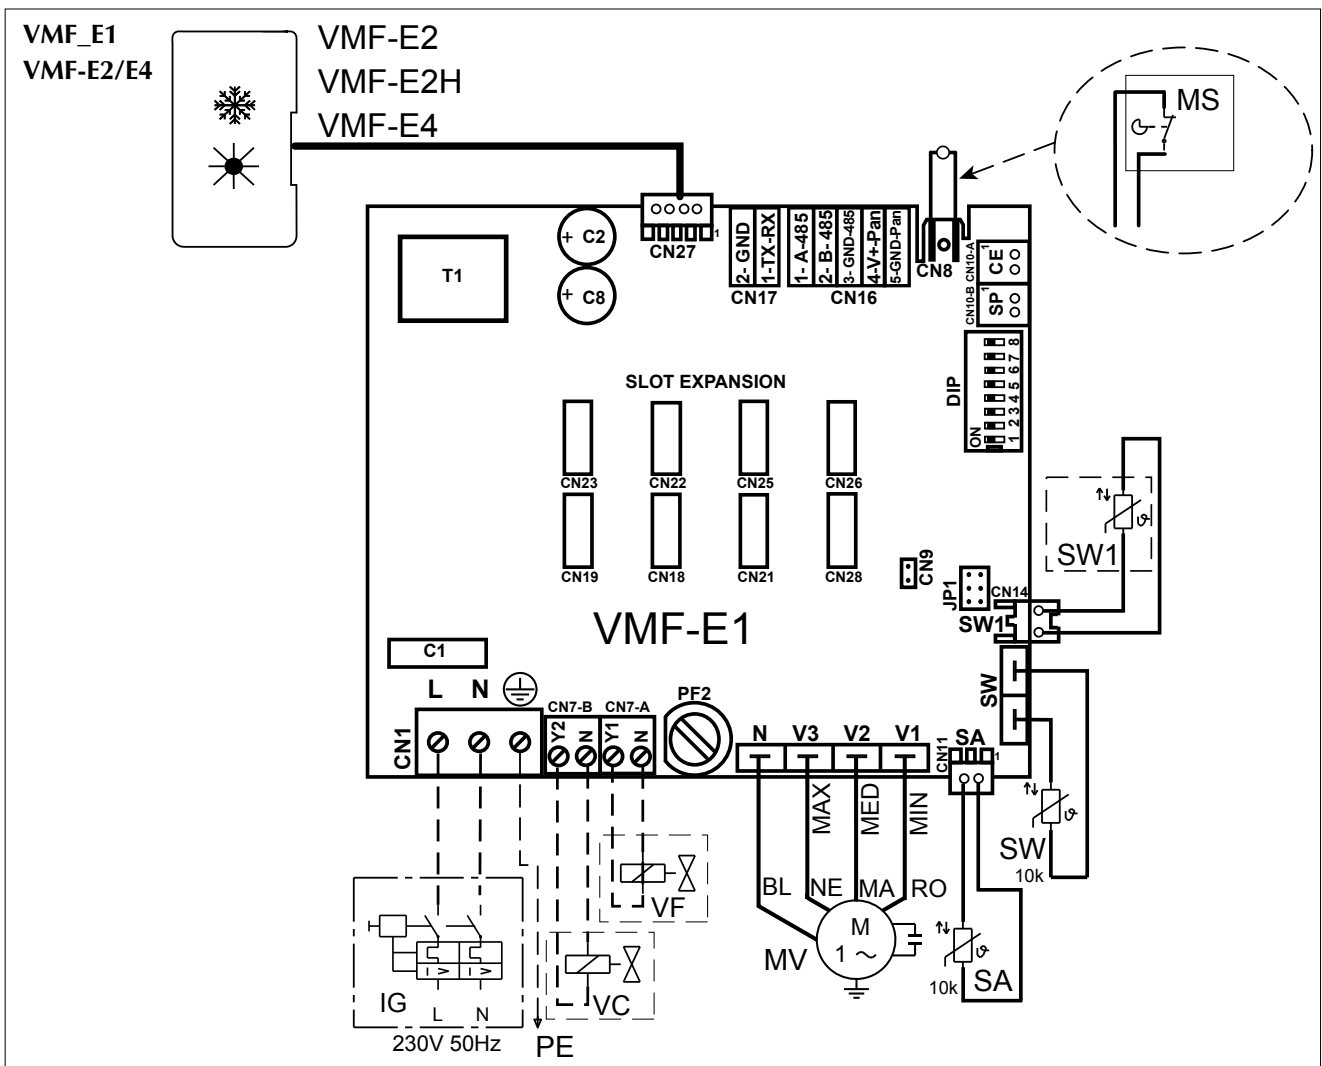 VMF_E1
VMF-E2/E4
VMF-E2
VMF-E2H
VMF-E4
MS
T1
+ C2
+ C8
1
CN27
2- GND
1-TX-RX
CN17
1- A-485
2- B- 485
3- GND-485
4-V+-Pan
5-GND-Pan
CN16
CN8
CN10-A
1
CE
CN10-B
1
SP
DIP
ON
1 2 3 4 5 6 7 8
SLOT EXPANSION
CN23
CN22
CN25
CN26
CN19
CN18
CN21
CN28
CN9
JP1
CN14
SW1
SW1
VMF-E1
C1
L N
CN1
CN7-B
CN7-A
Y2
N
Y1
N
PF2
N V3 V2 V1
CN11
SA
1
SW
MAX
MED
MIN
BL NE MA RO
M
1 ~
MV
SW
10k
SA
10k
VF
VC
IG
L N
230V 50Hz
PE